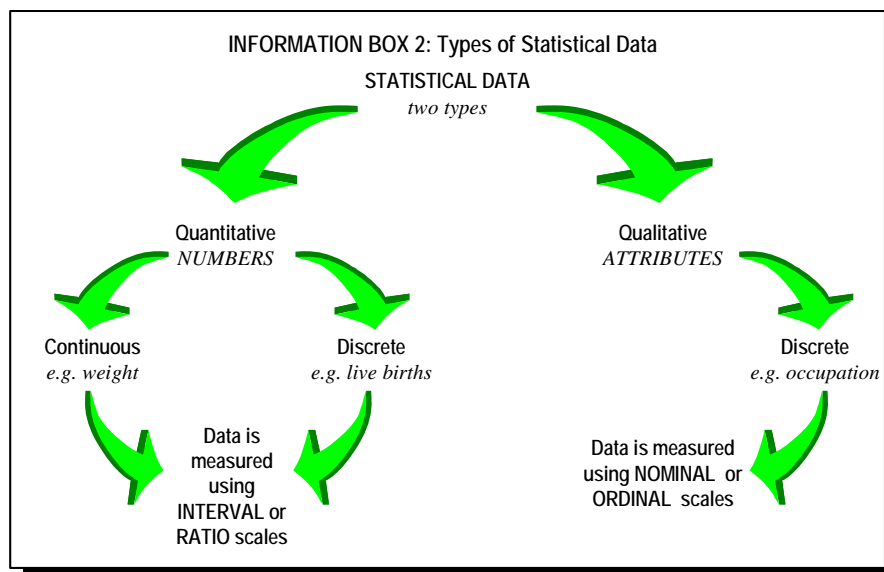 INFORMATION BOX 2: Types of Statistical Data
STATISTICAL DATA
two types
Quantitative
NUMBERS
Qualitative
ATTRIBUTES
Continuous
e.g. weight
Discrete
e.g. live births
Discrete
e.g. occupation
Data is
measured
using
INTERVAL or
RATIO scales
Data is measured
using NOMINAL or
ORDINAL scales